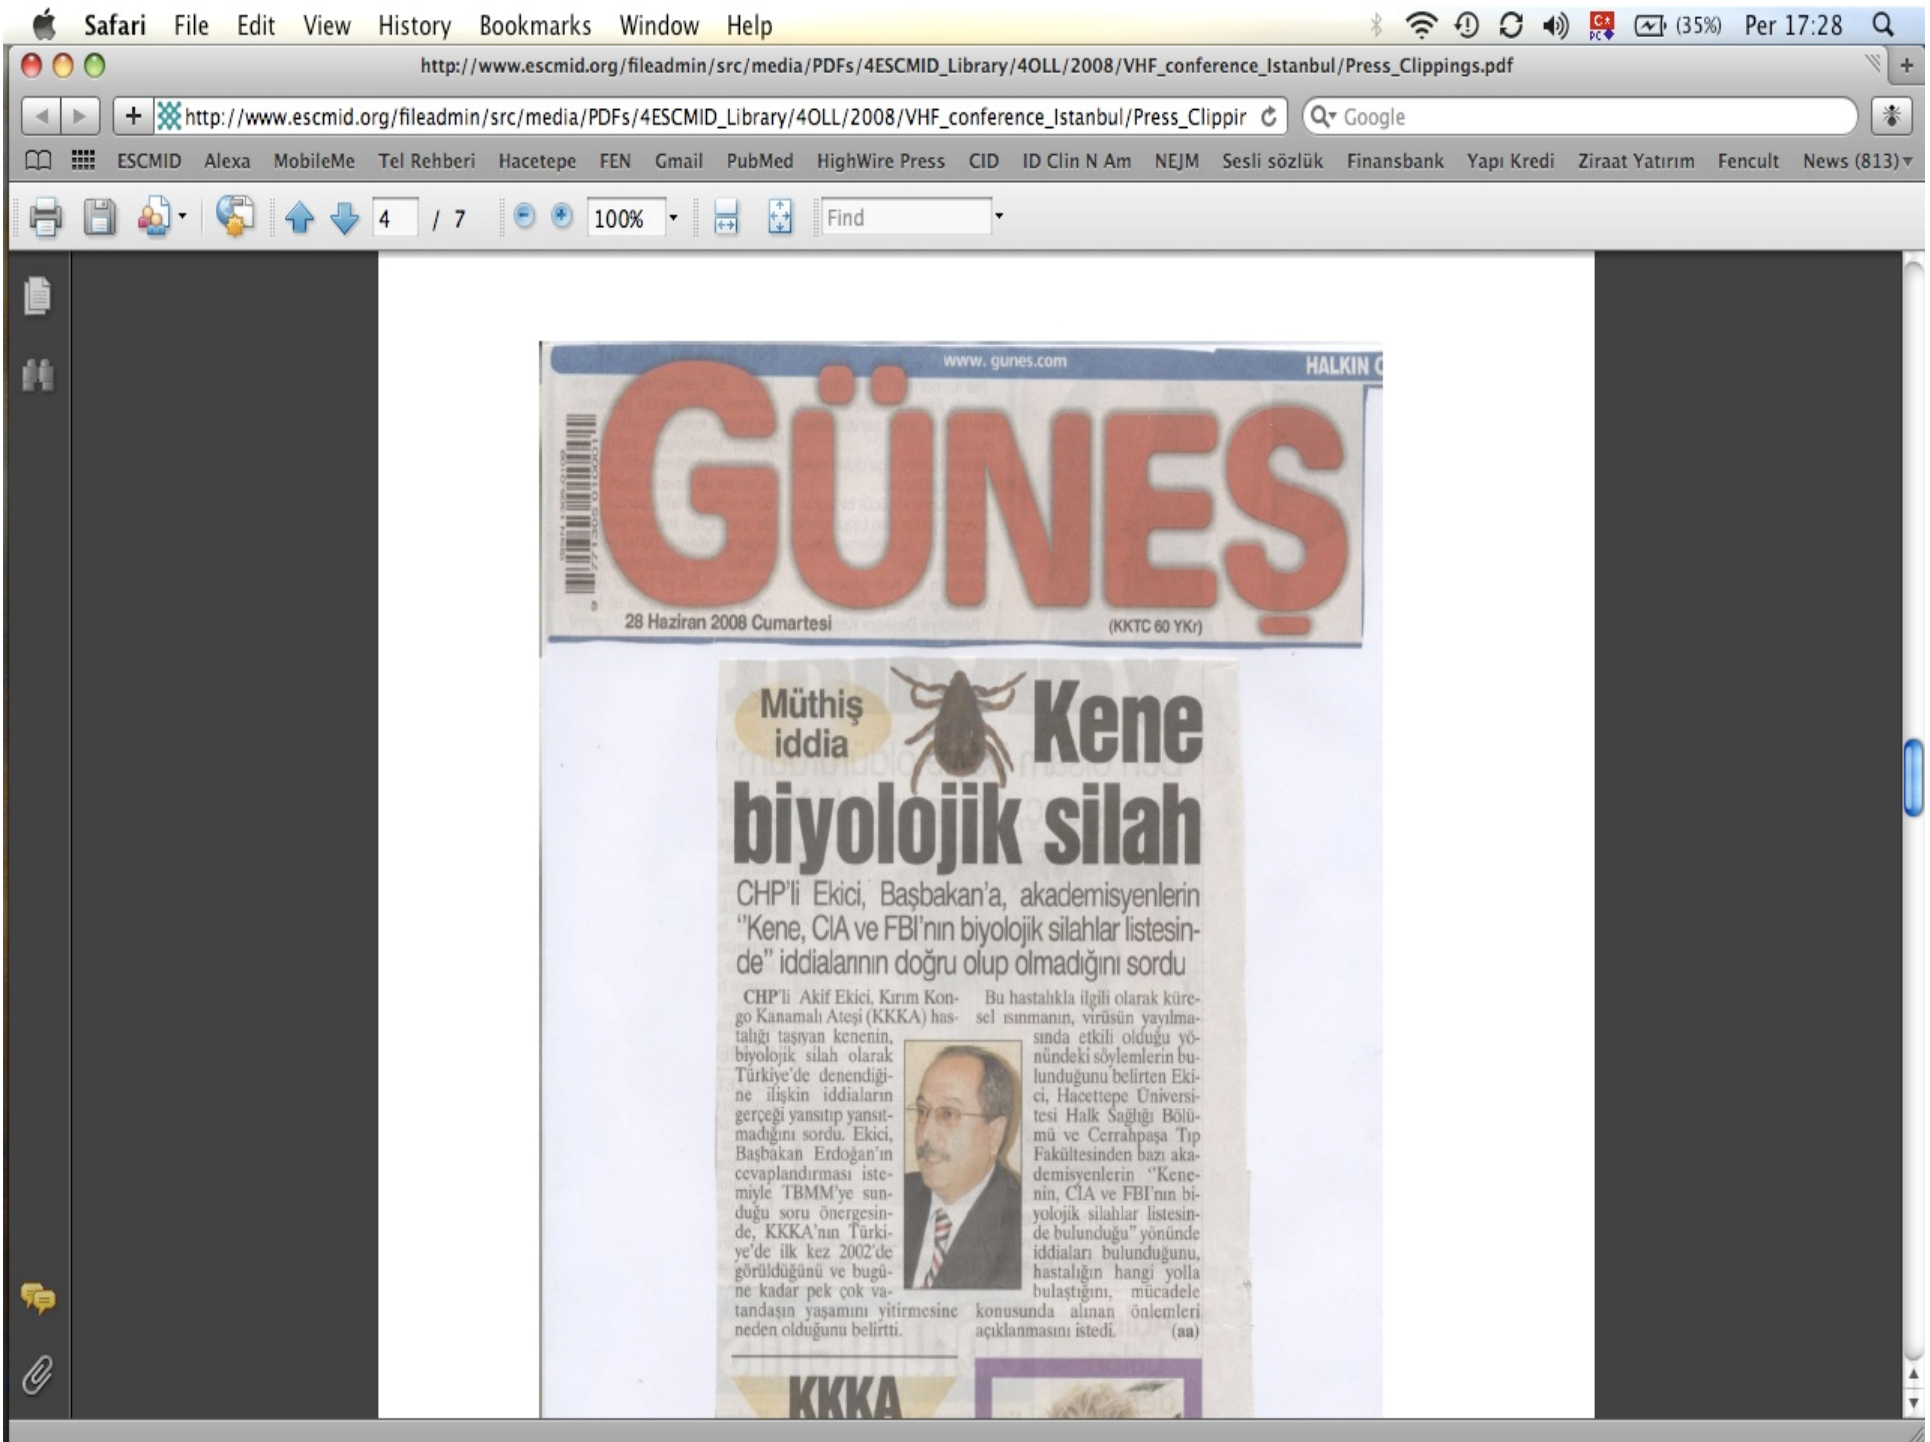 Safari File Edit View History Bookmarks Window Help (35%) Per 17:28
http://www.escmid.org/fileadmin/src/media/PDFs/4ESCMID_Library/4OLL/2008/VHF_conference_Istanbul/Press_Clippings.pdf
http://www.escmid.org/fileadmin/src/media/PDFs/4ESCMID_Library/4OLL/2008/VHF_conference_Istanbul/Press_Clippir Google
ESCMID Alexa MobileMe Tel Rehberi Hacetepe FEN Gmail PubMed HighWire Press CID ID Clin N Am NEJM Sesli sözlük Finansbank Yapı Kredi Ziraat Yatırım Fencult News (813)
4 / 7 100% Find
www. gunes.com
HALKIN
GÜNEŞ
28 Haziran 2008 Cumartesi
(KKTC 60 YKr)
Müthiş
iddia
Kene
biyolojik silah
CHP'li Ekici, Başbakan'a, akademisyenlerin
"Kene, CIA ve FBI'nın biyolojik silahlar listesin-
de" iddialarının doğru olup olmadığını sordu
CHP'li Akif Ekici, Kırım Kon-
go Kanamalı Ateşi (KKKA) has-
talığı taşıyan kenenin,
biyolojik silah olarak
Türkiye'de denendiği-
ne ilişkin iddiaların
gerçeği yansıtıp yansıt-
madığını sordu. Ekici,
Başbakan Erdoğan'ın
cevaplandırması iste-
miyle TBMM'ye sun-
duğu soru önergesin-
de, KKKA'nın Türki-
ye'de ilk kez 2002'de
görüldüğünü ve bugü-
ne kadar pek çok va-
tandaşın yaşamını yitirmesine
neden olduğunu belirtti.
Bu hastalıkla ilgili olarak küre-
sel ısınmanın, virüsün yayılma-
sında etkili olduğu yö-
nündeki söylemlerin bu-
lunduğunu belirten Eki-
ci, Hacettepe Üniversi-
tesi Halk Sağlığı Bölü-
mü ve Cerrahpaşa Tıp
Fakültesinden bazı aka-
demisyenlerin "Kene-
nin, CIA ve FBI'nın bi-
yolojik silahlar listesin-
de bulunduğu" yönünde
iddiaları bulunduğunu,
hastalığın hangi yolla
bulaştığını, mücadele
konusunda alınan önlemleri
açıklanmasını istedi. (aa)
KKKA